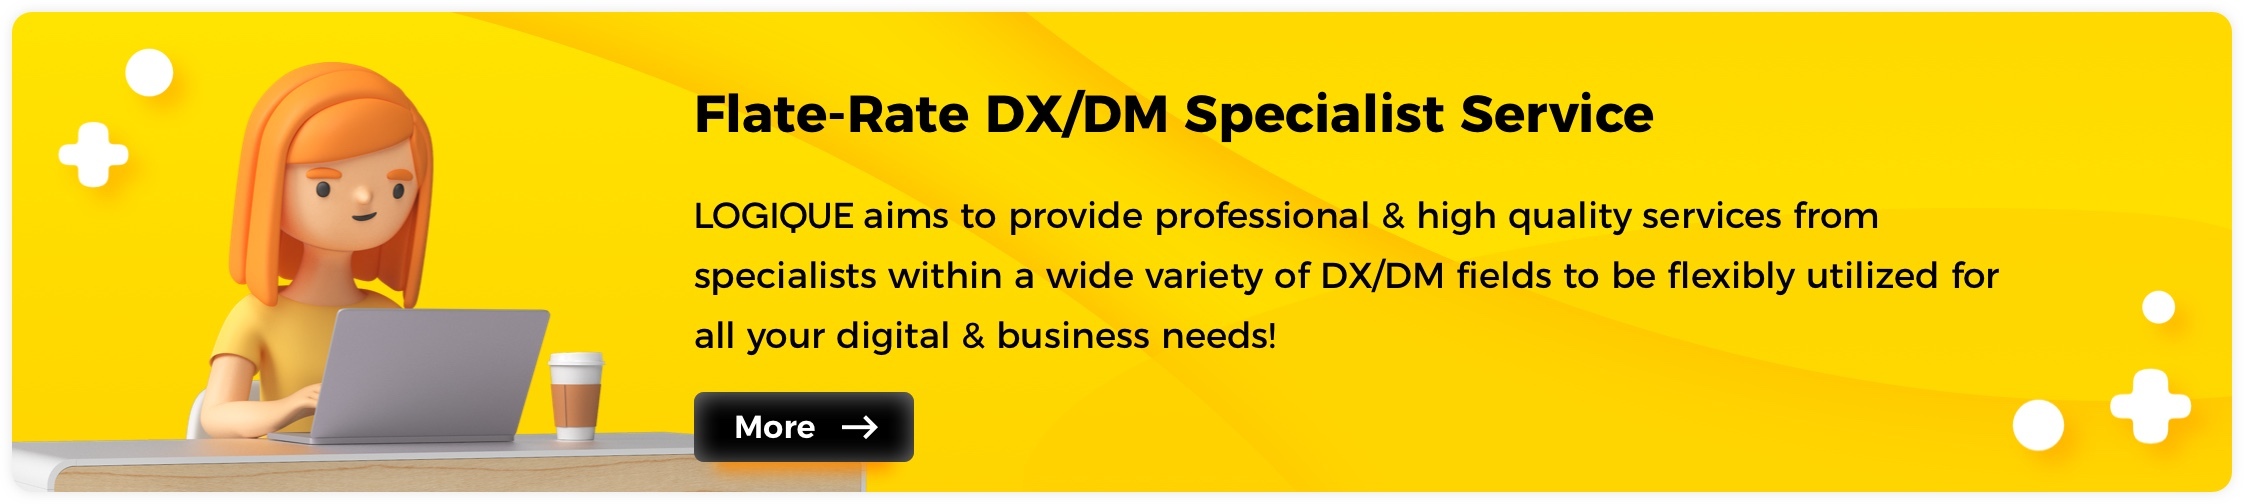 Flate-Rate DX/DM Specialist Service
LOGIQUE aims to provide professional & high quality services from
specialists within a wide variety of DX/DM fields to be flexibly utilized for
all your digital & business needs!
More →